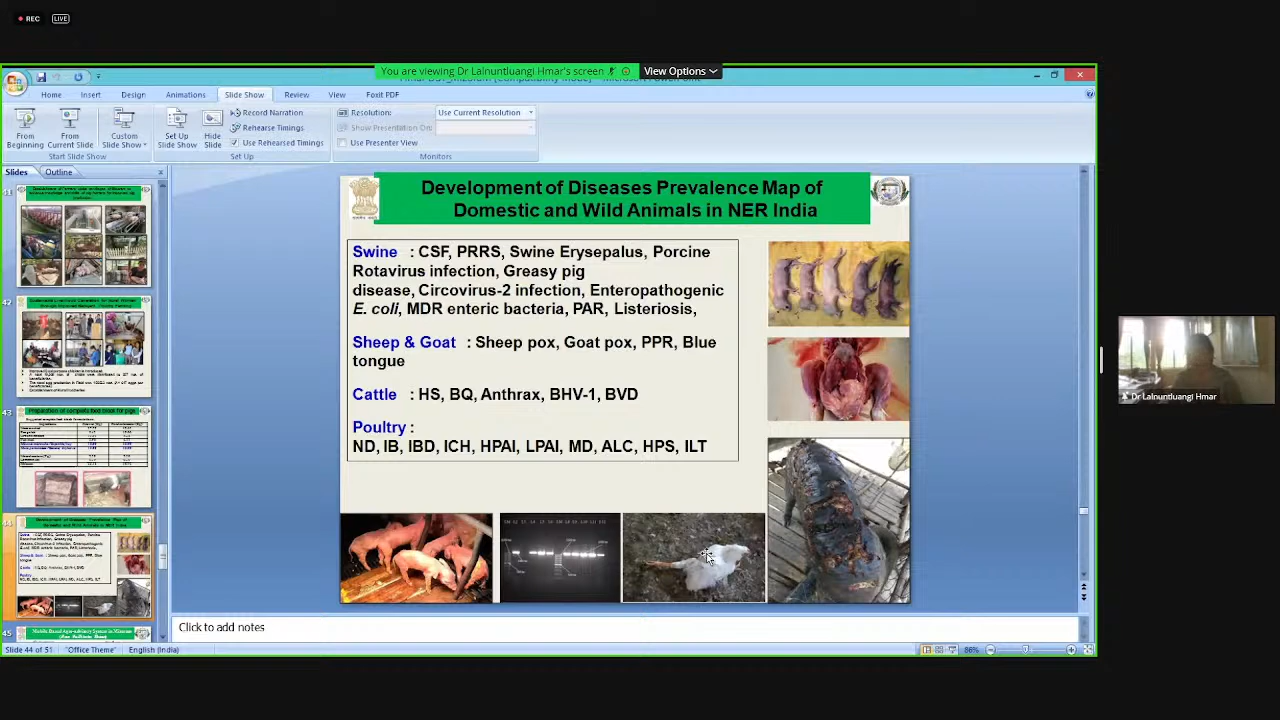 REC
LIVE
You are viewing Dr Lalnuntluangi Hmar's screen
View Options
Home Insert Design Animations Slide Show Review View Foxit PDF
From Beginning
From Current Slide
Custom Slide Show
Start Slide Show
Set Up Slide Show
Hide Slide
Record Narration
Rehearse Timings
Use Rehearsed Timings
Set Up
Resolution:
Use Current Resolution
Show Presentation On:
Use Presenter View
Monitors
Slides Outline
42
43
44
45
Development of Diseases Prevalence Map of
Domestic and Wild Animals in NER India
Swine : CSF, PRRS, Swine Erysepalus, Porcine
Rotavirus infection, Greasy pig
disease, Circovirus-2 infection, Enteropathogenic
E. coli, MDR enteric bacteria, PAR, Listeriosis,
Sheep & Goat : Sheep pox, Goat pox, PPR, Blue
tongue
Cattle : HS, BQ, Anthrax, BHV-1, BVD
Poultry :
ND, IB, IBD, ICH, HPAI, LPAI, MD, ALC, HPS, ILT
Dr Lalnuntluangi Hmar
Click to add notes
Slide 44 of 51
"Office Theme"
English (India)
86%